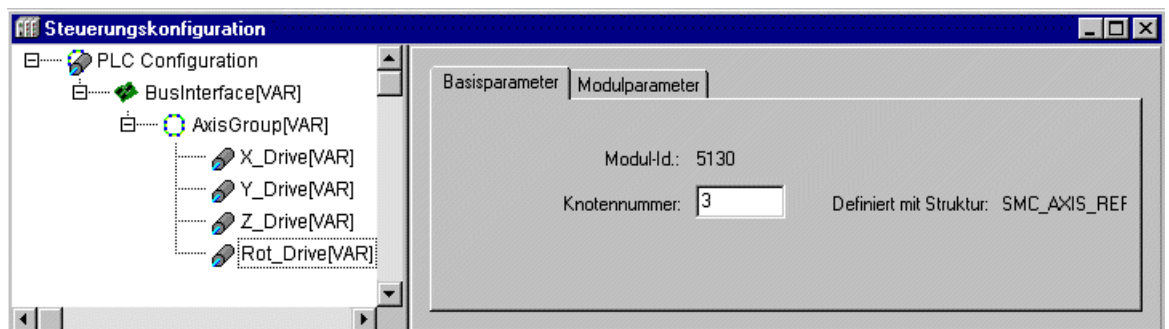 Steuerungskonfiguration
PLC Configuration
BusInterface[VAR]
AxisGroup[VAR]
X_Drive[VAR]
Y_Drive[VAR]
Z_Drive[VAR]
Rot_Drive[VAR]
Basisparameter Modulparameter
Modul-Id.: 5130
Knotennummer: 3 Definiert mit Struktur: SMC_AXIS_REF